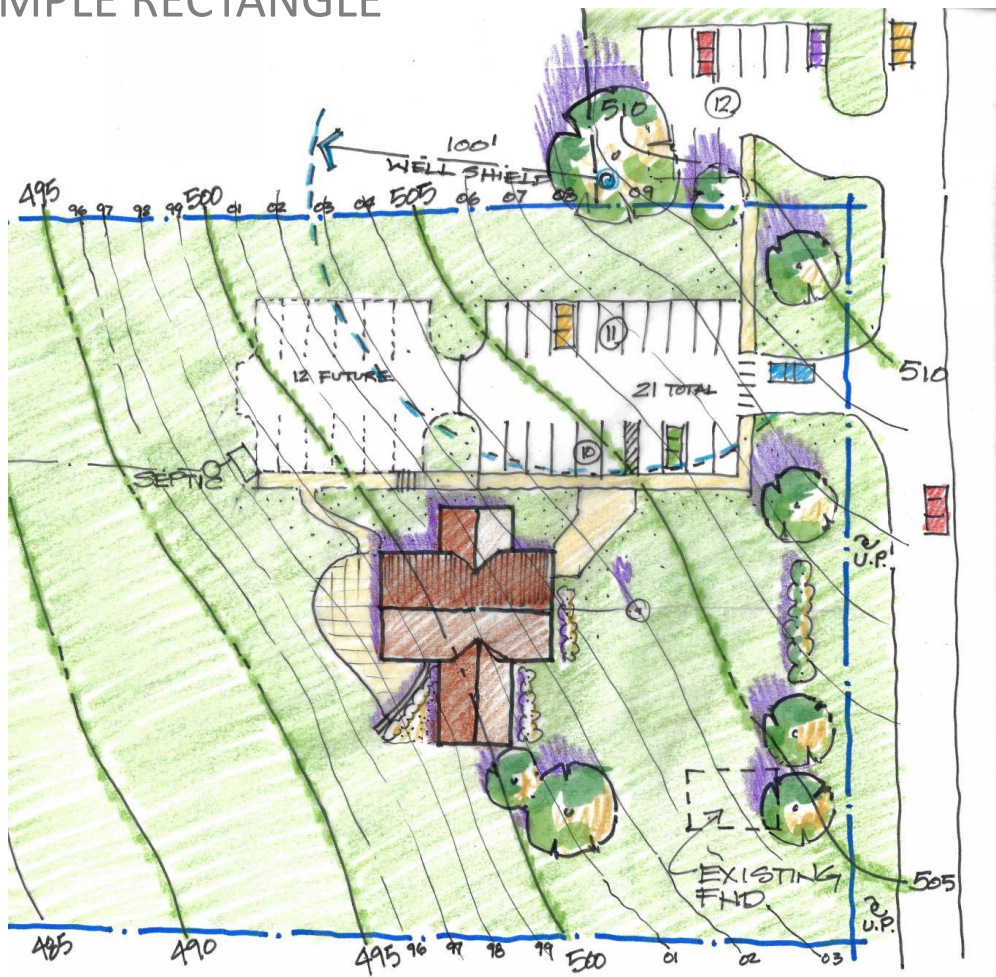 MPLE RECTANGLE
510
12
100'
WELL SHIELD
495 96 97 98 99 500 01 02 03 04 505 06 07 08 09
11
12 FUTURE
21 TOTAL
510
10
SEPTIC
U.P.
EXISTING
FND.
505
U.P.
485 490 495 96 97 98 99 500 01 02 03